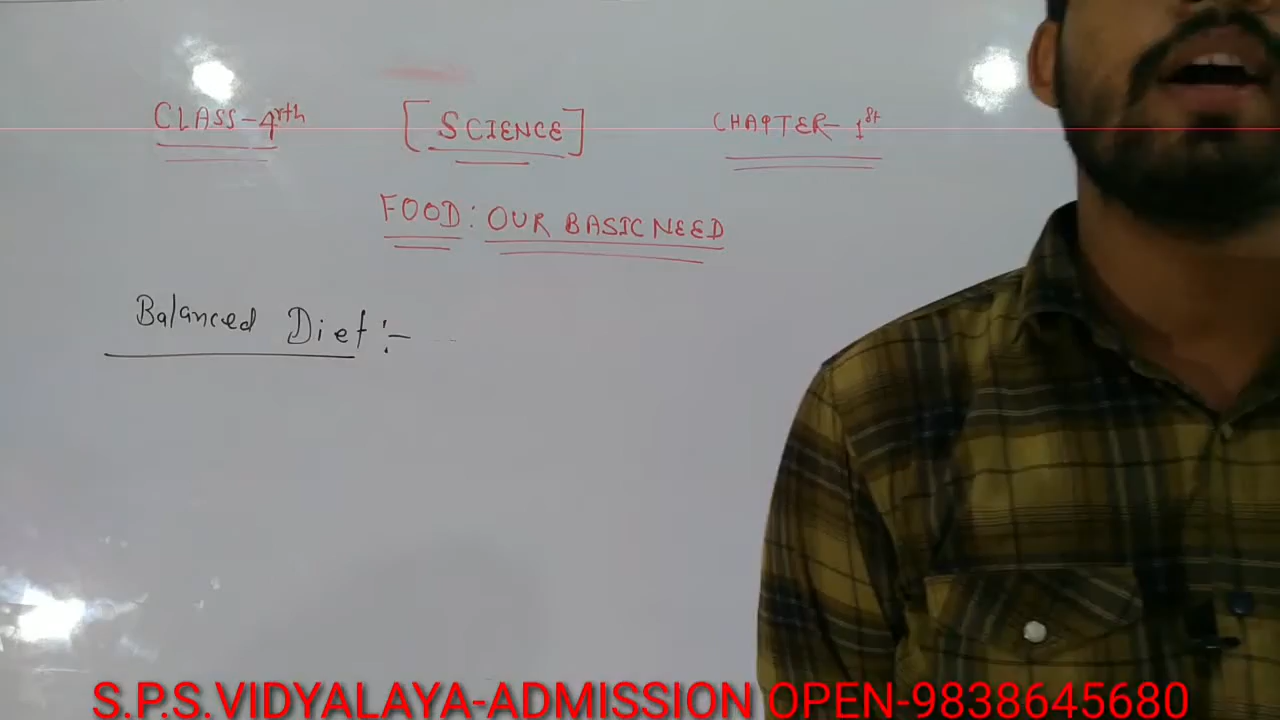 CLASS-4rth [SCIENCE] CHAPTER-1st
FOOD: OUR BASIC NEED
Balanced Diet :-
S.P.S.VIDYALAYA-ADMISSION OPEN-9838645680